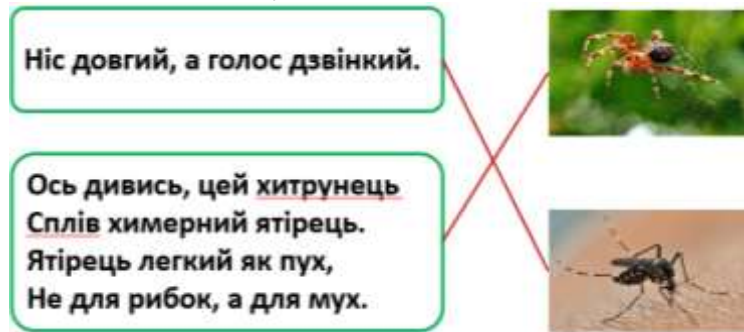 Ніс довгий, а голос дзвінкий.
Ось дивись, цей хитрунець
Сплів химерний ятірець.
Ятірець легкий як пух,
Не для рибок, а для мух.